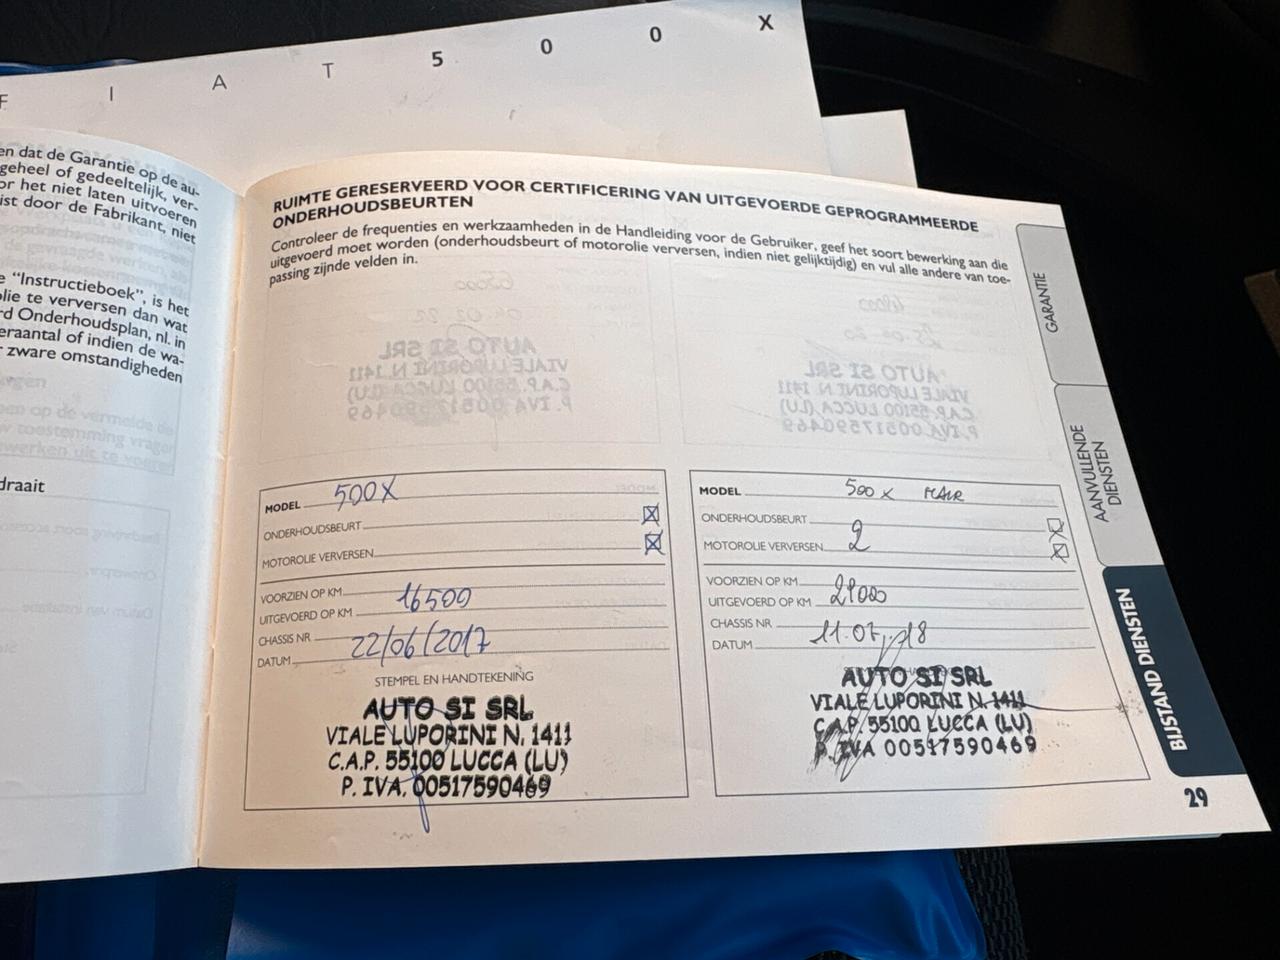 F I A T 5 0 0 X
en dat de Garantie op de au-
geheel of gedeeltelijk, ver-
or het niet laten uitvoeren
ist door de Fabrikant, niet
e "Instructieboek", is het
olie te verversen dan wat
rd Onderhoudsplan, nl. in
eraantal of indien de wa-
r zware omstandigheden
draait
RUIMTE GERESERVEERD VOOR CERTIFICERING VAN UITGEVOERDE GEPROGRAMMEERDE
ONDERHOUDSBEURTEN
Controleer de frequenties en werkzaamheden in de Handleiding voor de Gebruiker, geef het soort bewerking aan die
uitgevoerd moet worden (onderhoudsbeurt of motorolie verversen, indien niet gelijktijdig) en vul alle andere van toe-
passing zijnde velden in.
MODEL 500X
ONDERHOUDSBEURT
MOTOROLIE VERVERSEN
VOORZIEN OP KM
UITGEVOERD OP KM 16500
CHASSIS NR
DATUM 22/06/2017
STEMPEL EN HANDTEKENING
AUTO SI SRL
VIALE LUPORINI N. 1411
C.A.P. 55100 LUCCA (LU)
P. IVA. 00517590469
MODEL 500X
ONDERHOUDSBEURT
MOTOROLIE VERVERSEN 2
VOORZIEN OP KM
UITGEVOERD OP KM 29000
CHASSIS NR
DATUM 11.07.18
AUTO SI SRL
VIALE LUPORINI N. 1411
C.A.P. 55100 LUCCA (LU)
P. IVA 00517590469
GARANTIE
AANVULLENDE
DIENSTEN
BIJSTAND DIENSTEN
29